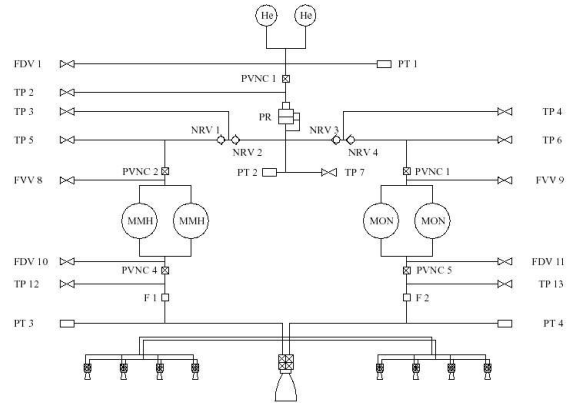 He He
FDV 1 PT 1
PVNC 1
TP 2
TP 3 PR TP 4
NRV 1 NRV 3
TP 5 NRV 2 NRV 4 TP 6
PVNC 2 PT 2 TP 7 PVNC 1
FVV 8 FVV 9
MMH MMH MON MON
FDV 10 FDV 11
PVNC 4 PVNC 5
TP 12 TP 13
F 1 F 2
PT 3 PT 4